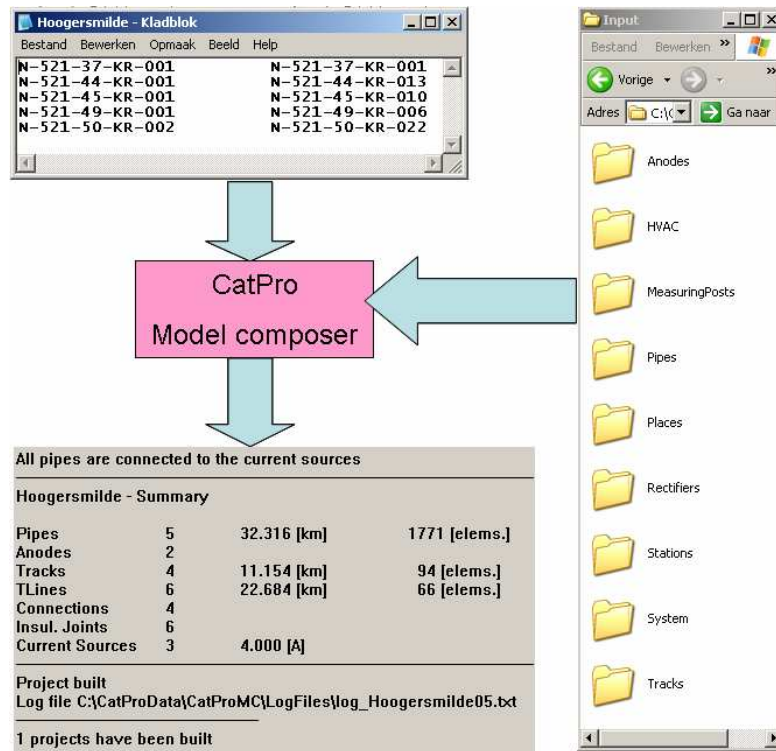 Hoogersmilde - Kladblok
Bestand Bewerken Opmaak Beeld Help
N-521-37-KR-001 N-521-37-KR-001
N-521-44-KR-001 N-521-44-KR-013
N-521-45-KR-001 N-521-45-KR-010
N-521-49-KR-001 N-521-49-KR-006
N-521-50-KR-002 N-521-50-KR-022
CatPro
Model composer
All pipes are connected to the current sources
Hoogersmilde - Summary
Pipes 5 32.316 [km] 1771 [elems.]
Anodes 2
Tracks 4 11.154 [km] 94 [elems.]
TLines 6 22.684 [km] 66 [elems.]
Connections 4
Insul. Joints 6
Current Sources 3 4.000 [A]
Project built
Log file C:\CatProData\CatProMC\LogFiles\log_Hoogersmilde05.txt
1 projects have been built
Input
Bestand Bewerken »
Vorige »
Adres C:\ Ga naar
Anodes
HVAC
MeasuringPosts
Pipes
Places
Rectifiers
Stations
System
Tracks